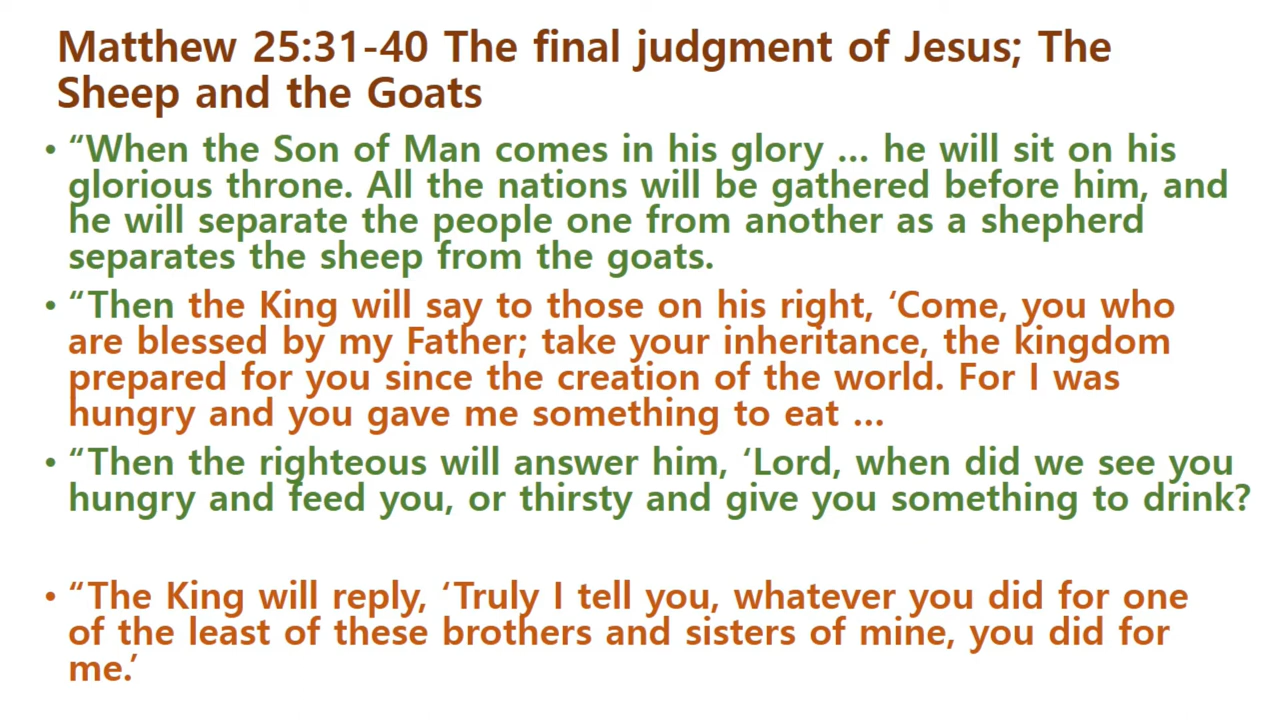 Matthew 25:31-40 The final judgment of Jesus; The
Sheep and the Goats
• “When the Son of Man comes in his glory ... he will sit on his
glorious throne. All the nations will be gathered before him, and
he will separate the people one from another as a shepherd
separates the sheep from the goats.
• “Then the King will say to those on his right, ‘Come, you who
are blessed by my Father; take your inheritance, the kingdom
prepared for you since the creation of the world. For I was
hungry and you gave me something to eat ...
• “Then the righteous will answer him, ‘Lord, when did we see you
hungry and feed you, or thirsty and give you something to drink?
• “The King will reply, ‘Truly I tell you, whatever you did for one
of the least of these brothers and sisters of mine, you did for
me.’